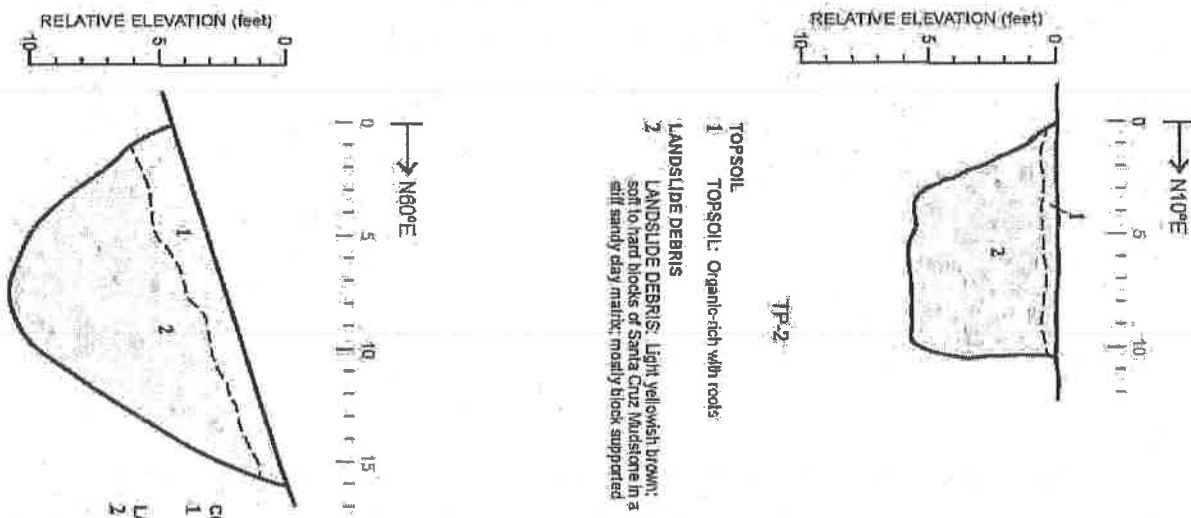 RELATIVE ELEVATION (feet)
10
5
0
N10°E
0
5
10
1
2
TOPSOIL
1 TOPSOIL: Organic-rich with roots
LANDSLIDE DEBRIS
2 LANDSLIDE DEBRIS: Light yellowish brown;
soft to hard blocks of Santa Cruz Mudstone in a
stiff sandy clay matrix; mostly block supported
TP-2
RELATIVE ELEVATION (feet)
10
5
0
N60°E
0
5
10
15
1
2
1
2